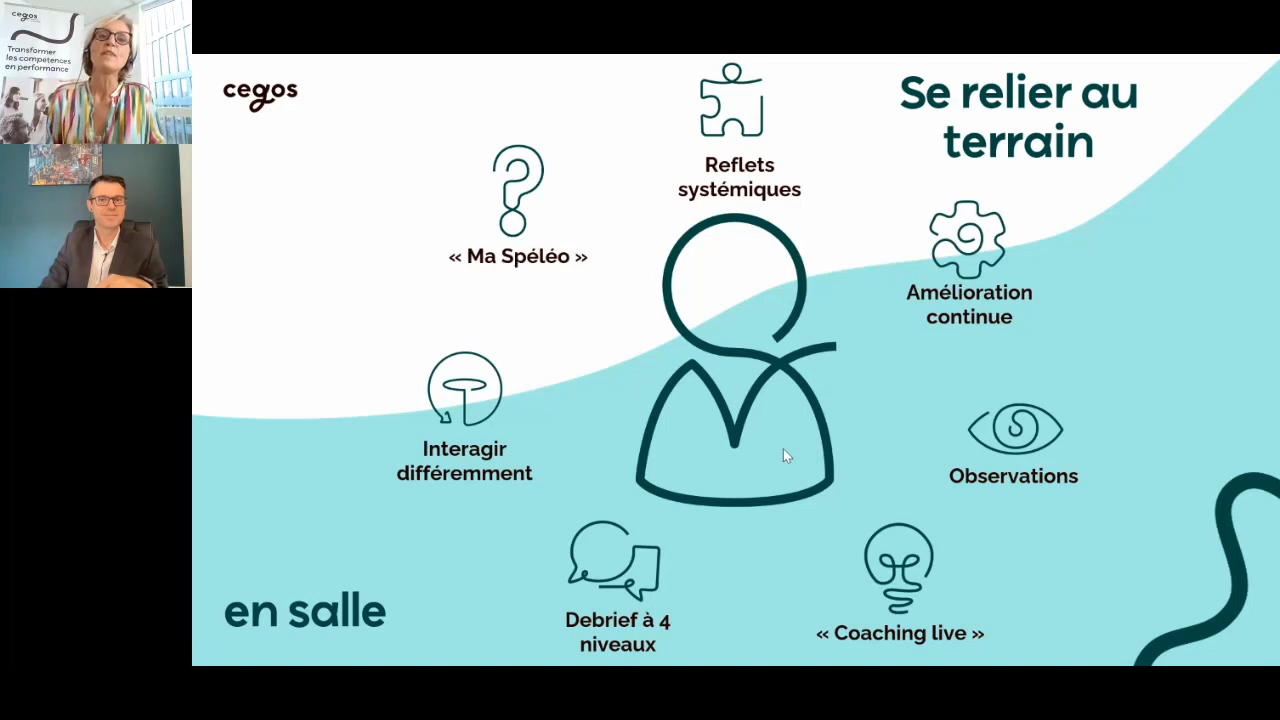 cegos
Transformer
les compétences
en performance
cegos
Se relier au
terrain
Reflets
systémiques
« Ma Spéléo »
Amélioration
continue
Interagir
différemment
Observations
Debrief à 4
niveaux
« Coaching live »
en salle